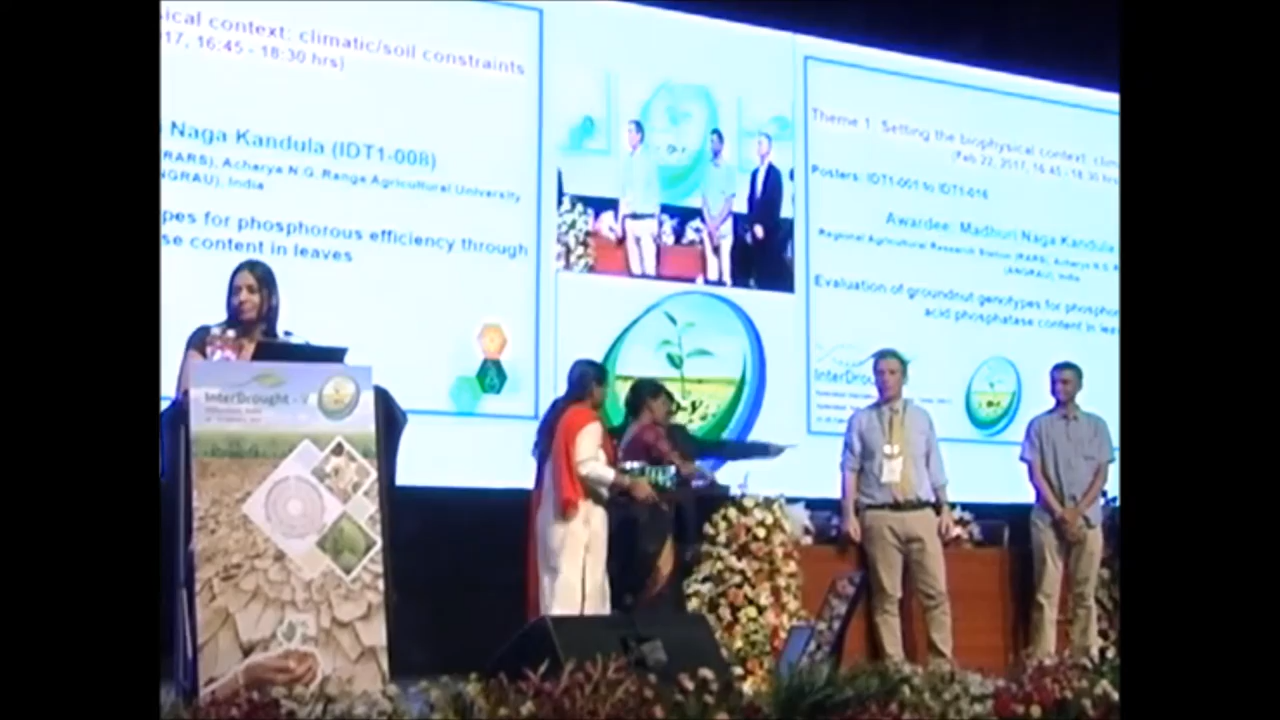 ical context: climatic/soil constraints
17, 16:45 - 18:30 hrs)
Naga Kandula (IDT1-008)
RARS), Acharya N.G. Ranga Agricultural University
NGRAU), India
pes for phosphorous efficiency through
se content in leaves
Theme 1: Setting the biophysical context: clim
(Feb 22, 2017, 16:45 - 18:30 hrs
Posters: IDT1-001 to IDT1-016
Awardee: Madhuri Naga Kandula
Regional Agricultural Research Station (RARS), Acharya N.G. R
(ANGRAU), India
Evaluation of groundnut genotypes for phosphor
acid phosphatase content in lea
InterDrou
D-V
InterDrought - V